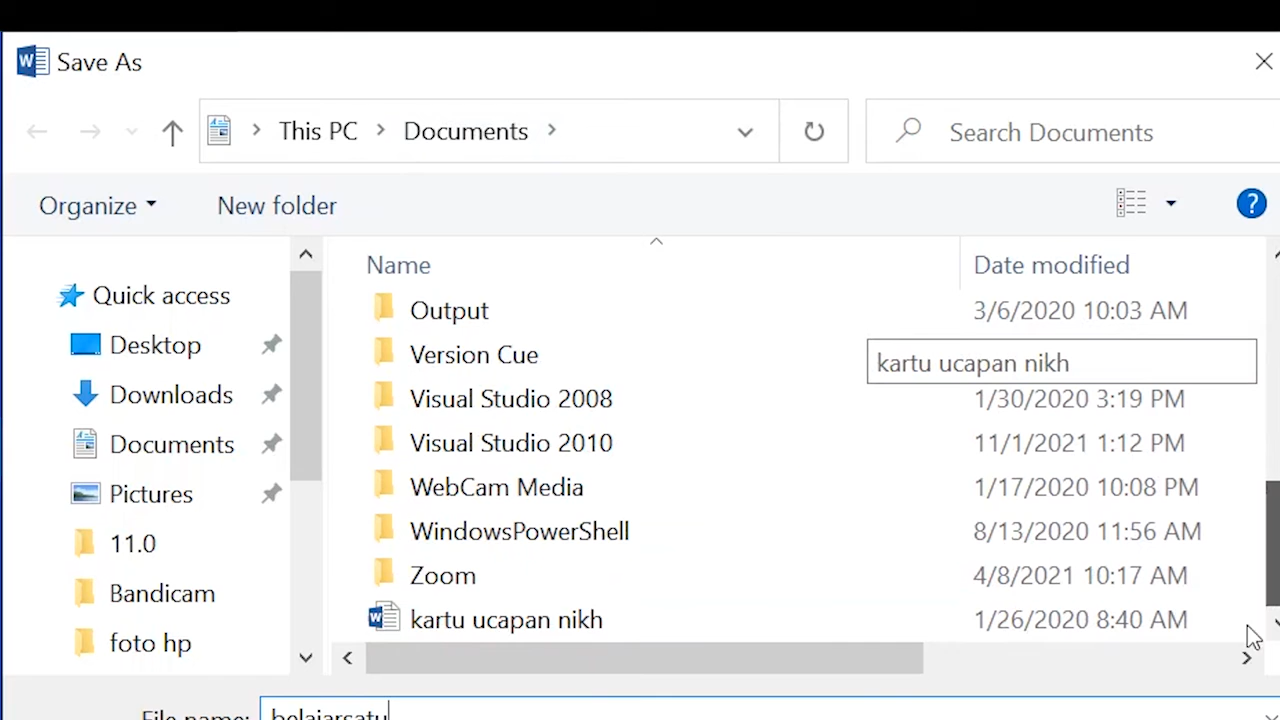 Save As
This PC > Documents >
Search Documents
Organize
New folder
?
Name
Date modified
Quick access
Desktop
Downloads
Documents
Pictures
11.0
Bandicam
foto hp
Output 3/6/2020 10:03 AM
Version Cue
kartu ucapan nikh
Visual Studio 2008 1/30/2020 3:19 PM
Visual Studio 2010 11/1/2021 1:12 PM
WebCam Media 1/17/2020 10:08 PM
WindowsPowerShell 8/13/2020 11:56 AM
Zoom 4/8/2021 10:17 AM
kartu ucapan nikh 1/26/2020 8:40 AM
File name: belajarsatu